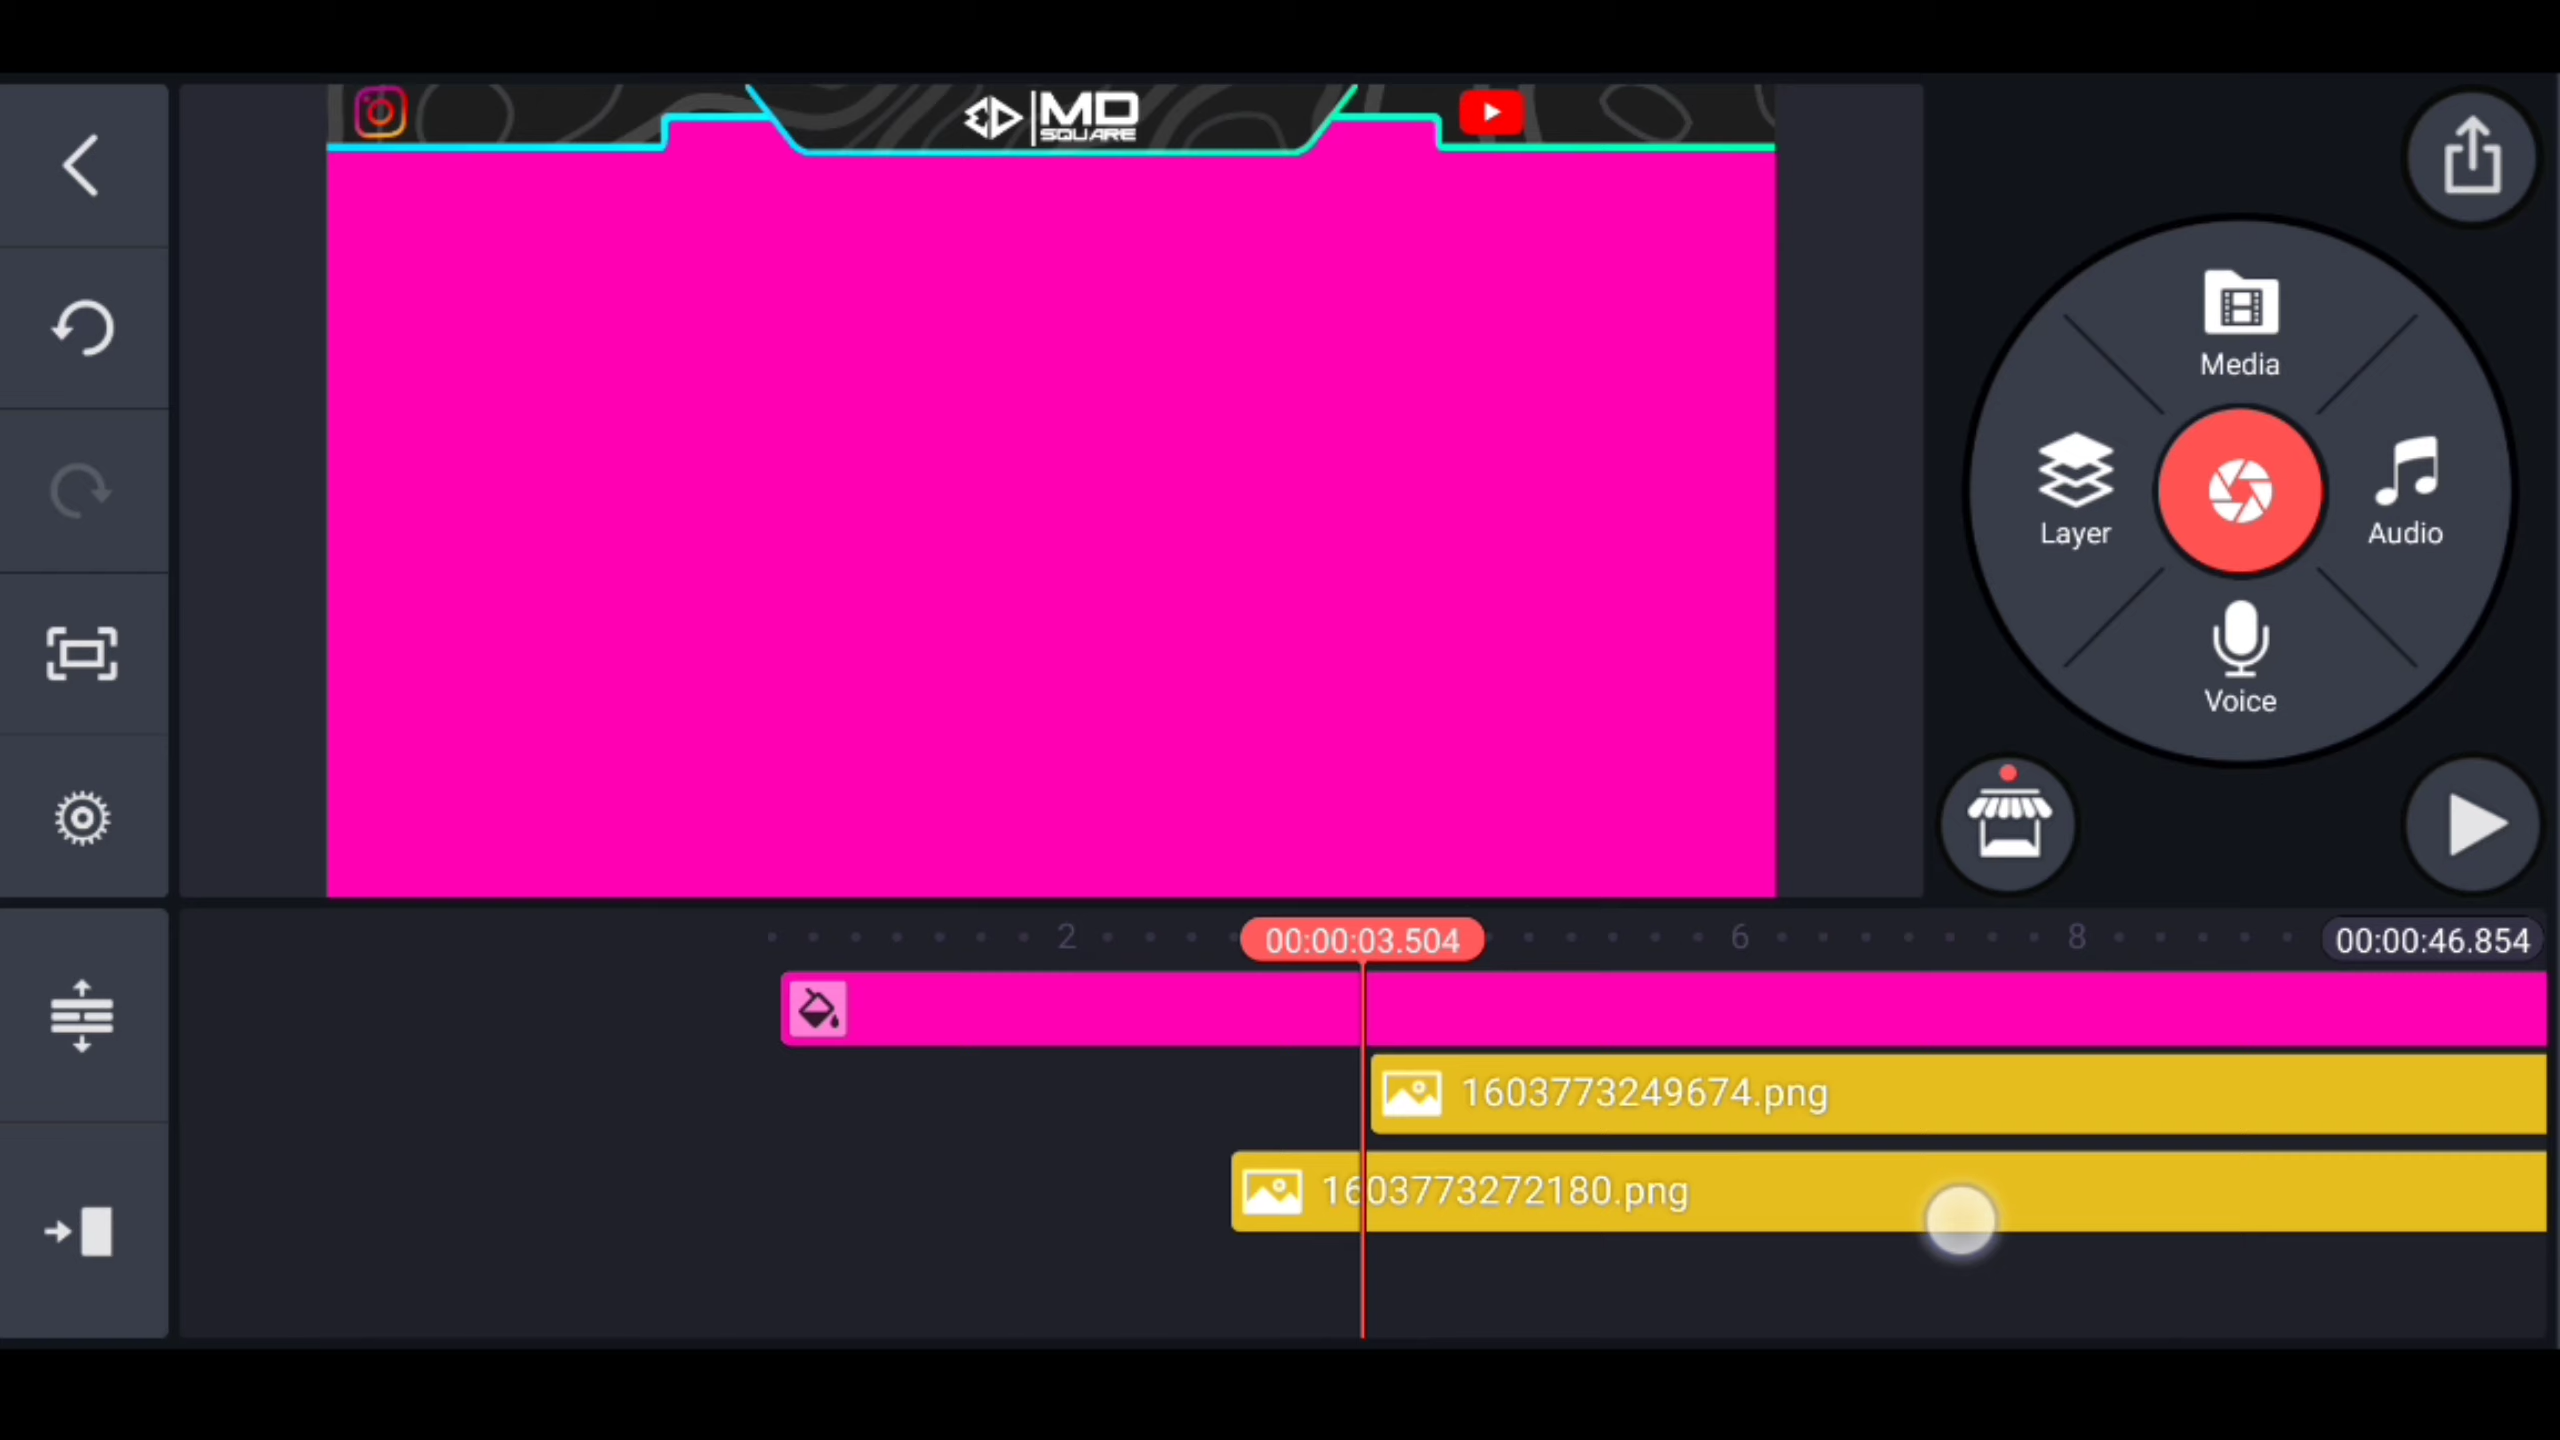 MD
SQUARE
Media
Layer
Audio
Voice
2
00:00:03.504
6
8
00:00:46.854
1603773249674.png
1603773272180.png